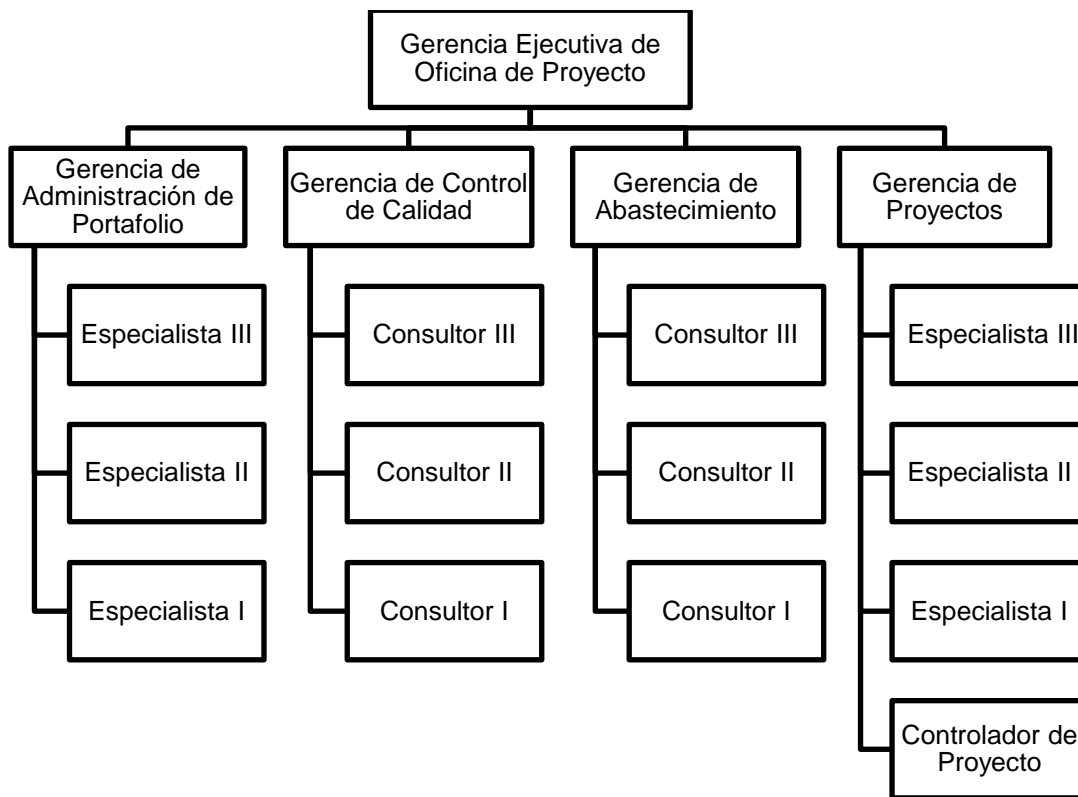 Gerencia Ejecutiva de
Oficina de Proyecto
Gerencia de
Administración de
Portafolio
Gerencia de Control
de Calidad
Gerencia de
Abastecimiento
Gerencia de
Proyectos
Especialista III
Consultor III
Consultor III
Especialista III
Especialista II
Consultor II
Consultor II
Especialista II
Especialista I
Consultor I
Consultor I
Especialista I
Controlador de
Proyecto